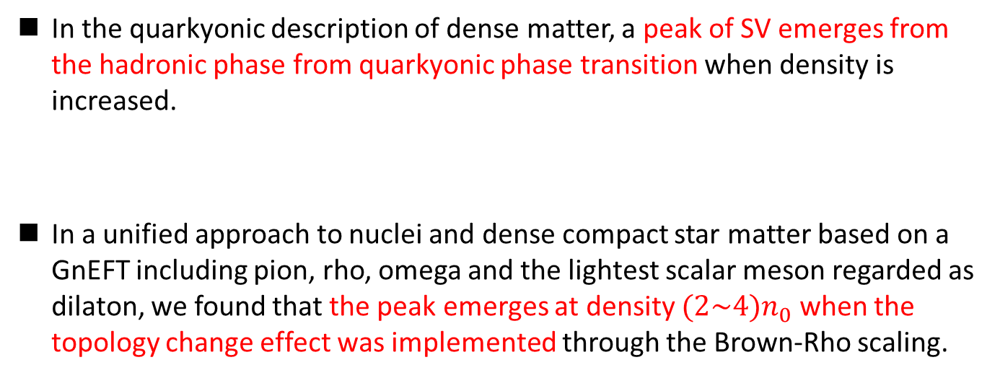 ■ In the quarkyonic description of dense matter, a peak of SV emerges from
the hadronic phase from quarkyonic phase transition when density is
increased.
■ In a unified approach to nuclei and dense compact star matter based on a
GnEFT including pion, rho, omega and the lightest scalar meson regarded as
dilaton, we found that the peak emerges at density (2~4)n₀ when the
topology change effect was implemented through the Brown-Rho scaling.